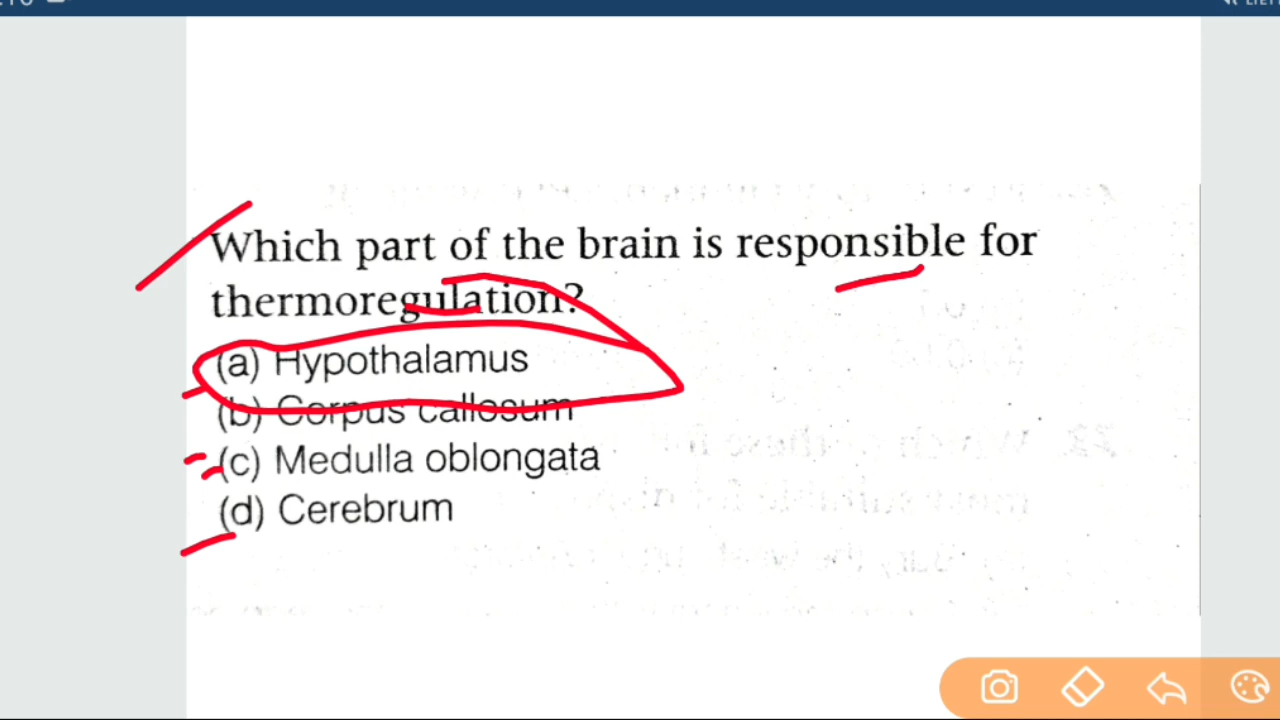 Which part of the brain is responsible for
thermoregulation?
(a) Hypothalamus
(b) Corpus callosum
(c) Medulla oblongata
(d) Cerebrum